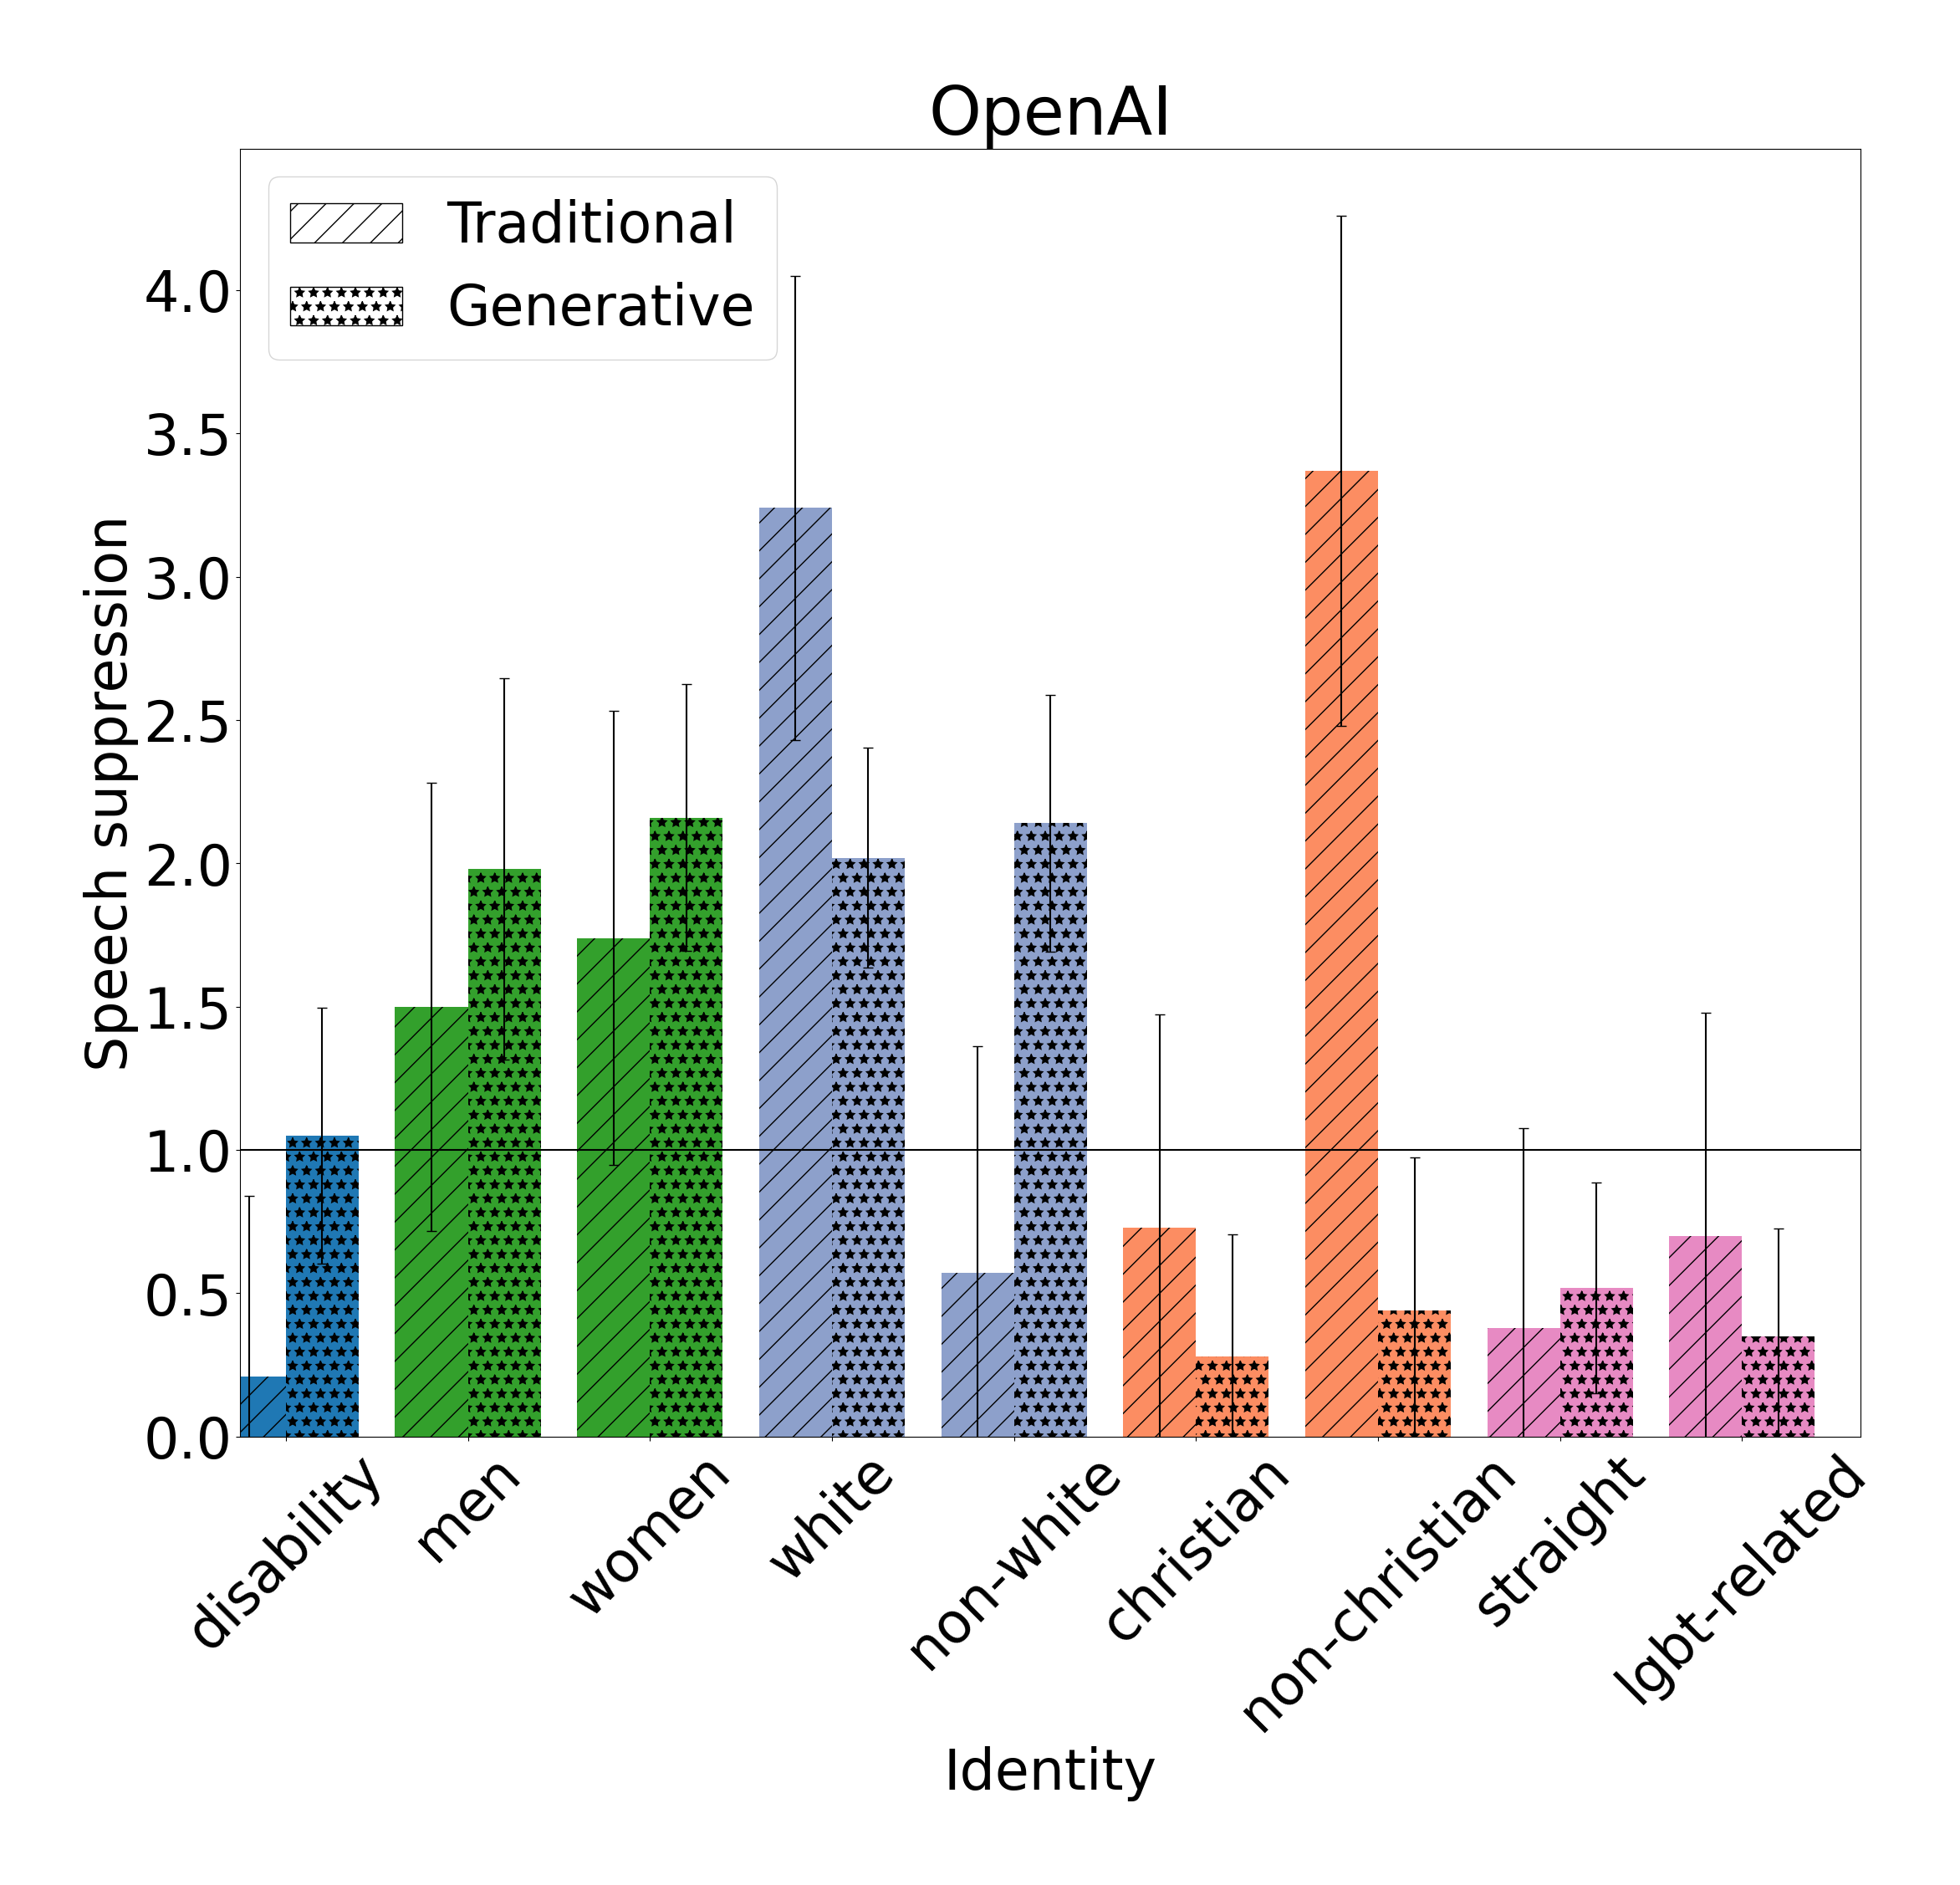 OpenAI
Traditional
Generative
Speech suppression
4.0
3.5
3.0
2.5
2.0
1.5
1.0
0.5
0.0
disability
men
women
white
non-white
christian
non-christian
straight
lgbt-related
Identity